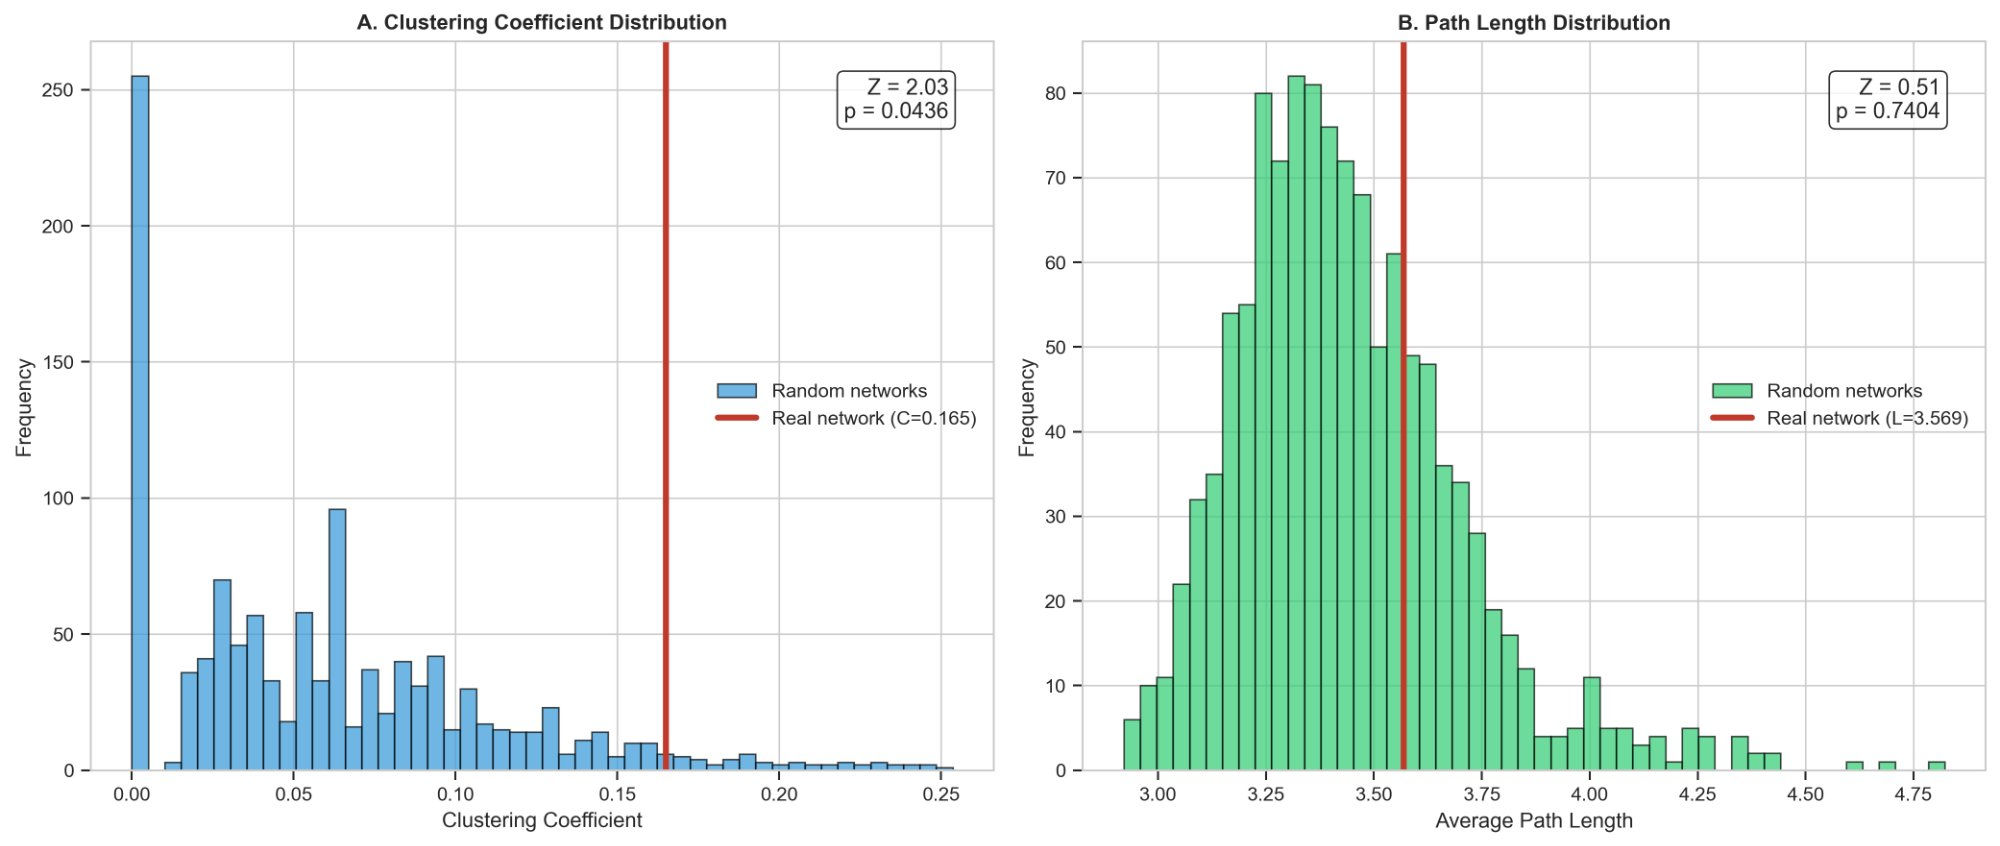 A. Clustering Coefficient Distribution
250
200
150
100
50
0
Frequency
Z = 2.03
p = 0.0436
Random networks
Real network (C=0.165)
0.00 0.05 0.10 0.15 0.20 0.25
Clustering Coefficient
B. Path Length Distribution
80
70
60
50
40
30
20
10
0
Frequency
Z = 0.51
p = 0.7404
Random networks
Real network (L=3.569)
3.00 3.25 3.50 3.75 4.00 4.25 4.50 4.75
Average Path Length